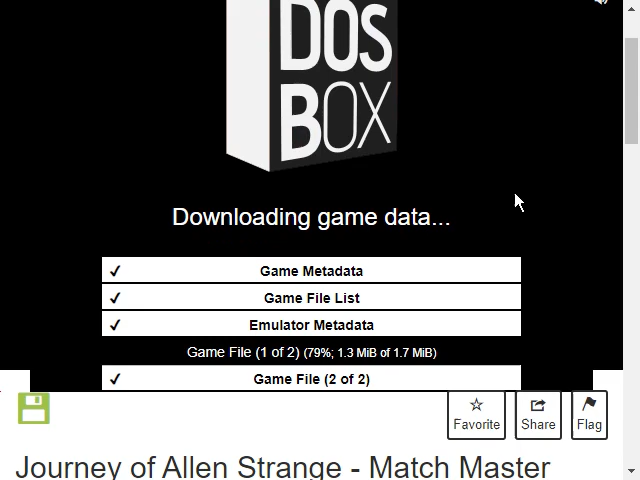 DOS
BOX
Downloading game data...
✔ Game Metadata
✔ Game File List
✔ Emulator Metadata
Game File (1 of 2) (79%; 1.3 MiB of 1.7 MiB)
✔ Game File (2 of 2)
Favorite Share Flag
Journey of Allen Strange - Match Master